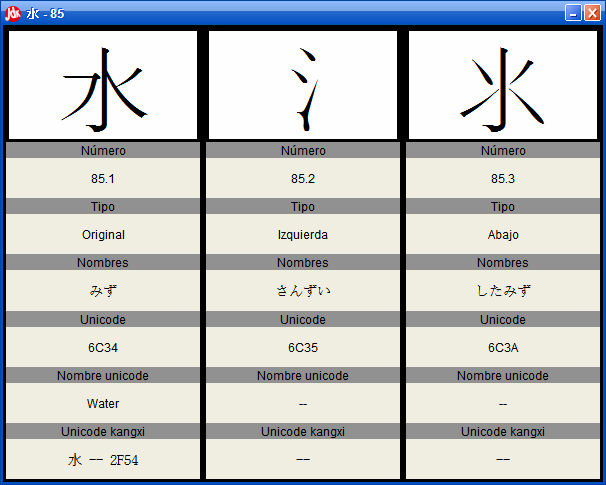 Jdk 水 - 85
水 氵 氺
Número Número Número
85.1 85.2 85.3
Tipo Tipo Tipo
Original Izquierda Abajo
Nombres Nombres Nombres
みず さんずい したみず
Unicode Unicode Unicode
6C34 6C35 6C3A
Nombre unicode Nombre unicode Nombre unicode
Water -- --
Unicode kangxi Unicode kangxi Unicode kangxi
水 -- 2F54 -- --